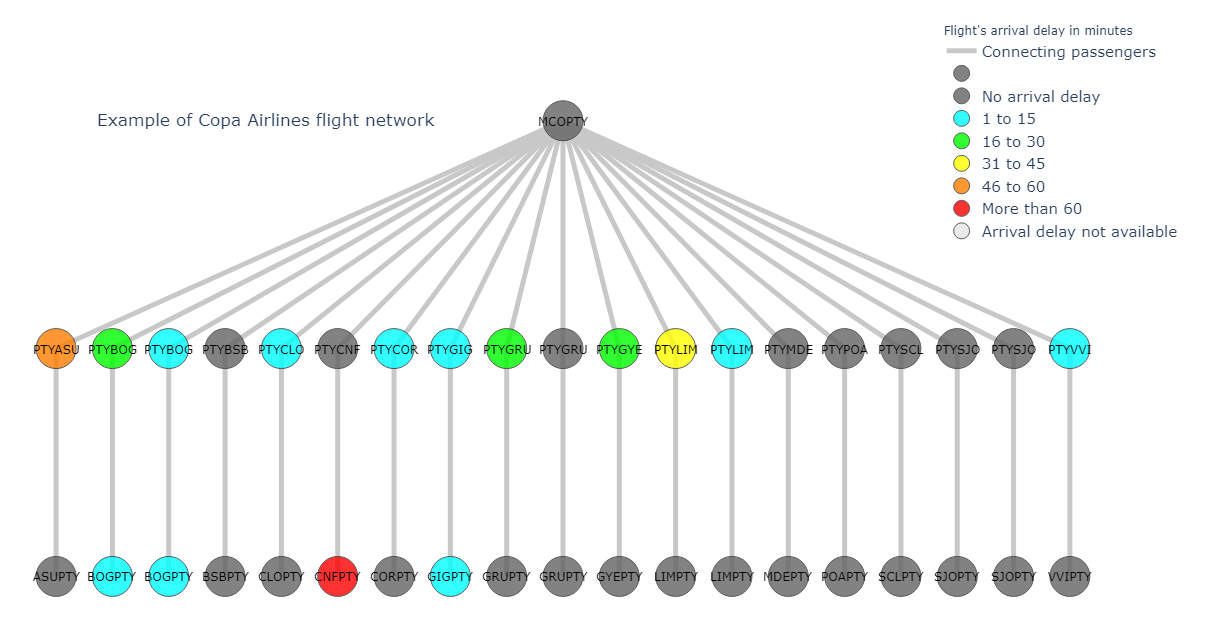 Flight's arrival delay in minutes
Connecting passengers
No arrival delay
1 to 15
16 to 30
31 to 45
46 to 60
More than 60
Arrival delay not available
Example of Copa Airlines flight network
MCOPTY
PTYASU PTYBOG PTYBOG PTYBSB PTYCLO PTYCNF PTYCOR PTYGIG PTYGRU PTYGRU PTYGYE PTYLIM PTYLIM PTYMDE PTYPOA PTYSCL PTYSJO PTYSJO PTYVVI
ASUPTY BOGPTY BOGPTY BSBPTY CLOPTY CNFPTY CORPTY GIGPTY GRUPTY GRUPTY GYEPTY LIMPTY LIMPTY MDEPTY POAPTY SCLPTY SJOPTY SJOPTY VVIPTY